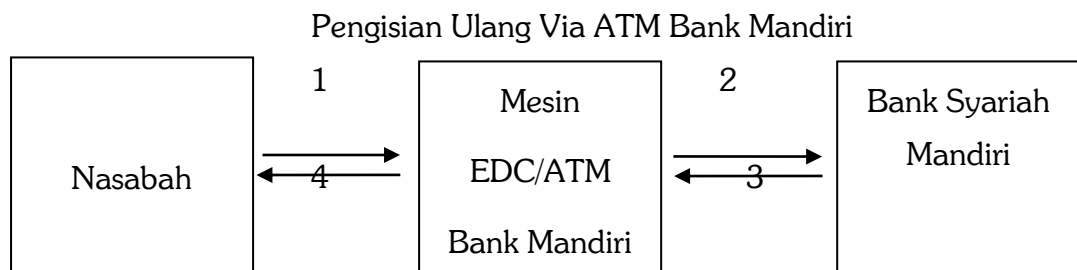 Pengisian Ulang Via ATM Bank Mandiri
1
2
Mesin
EDC/ATM
Bank Mandiri
Bank Syariah
Mandiri
Nasabah
4
3